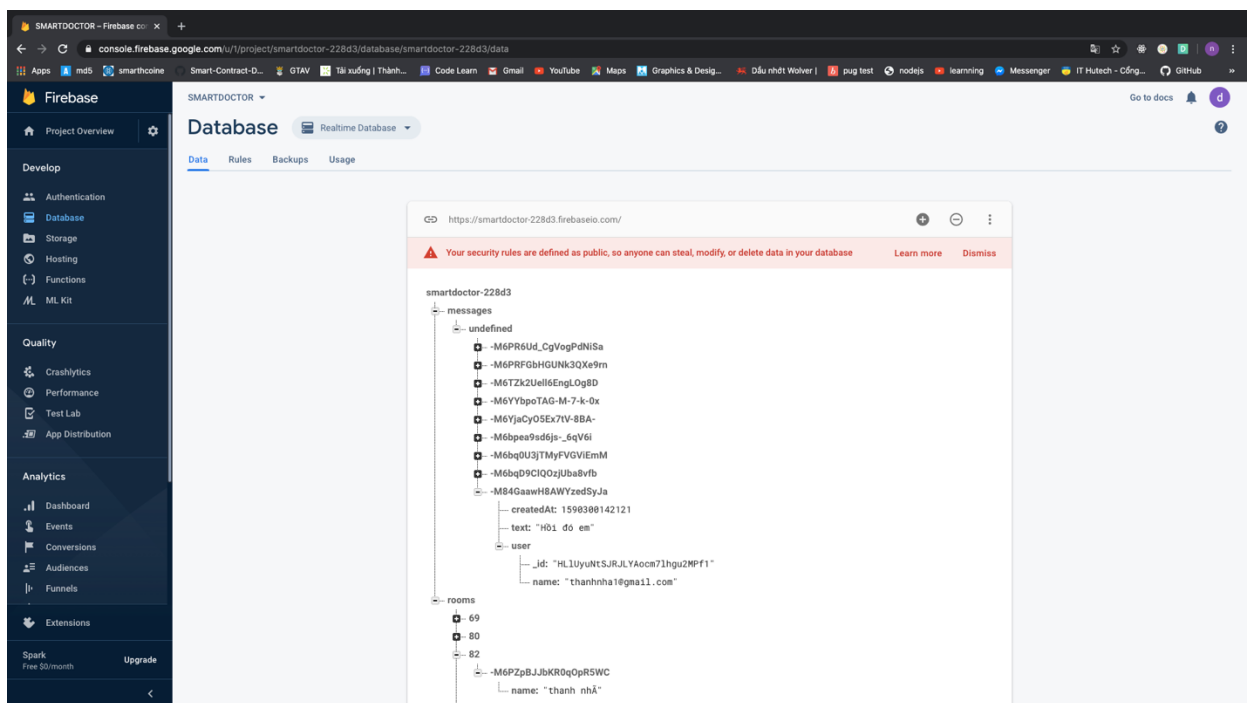 SMARTDOCTOR – Firebase con
console.firebase.google.com/u/1/project/smartdoctor-228d3/database/smartdoctor-228d3/data
Apps md5 smarthcoine Smart-Contract-D... GTAV Tải xuống | Thành... Code Learn Gmail YouTube Maps Graphics & Desig... Dầu nhớt Wolver | pug test nodejs learnning Messenger IT Hutech - Cổng... GitHub »
Firebase
SMARTDOCTOR
Go to docs d
Project Overview
Database Realtime Database
Data Rules Backups Usage
Develop
Authentication
Database
Storage
Hosting
Functions
ML Kit
Quality
Crashlytics
Performance
Test Lab
App Distribution
Analytics
Dashboard
Events
Conversions
Audiences
Funnels
Extensions
Spark
Free $0/month
Upgrade
https://smartdoctor-228d3.firebaseio.com/
Your security rules are defined as public, so anyone can steal, modify, or delete data in your database Learn more Dismiss
smartdoctor-228d3
messages
undefined
-M6PR6Ud_CgVogPdNiSa
-M6PRFGbHGUNk3QXe9rn
-M6TZk2Uell6EngLOg8D
-M6YYbpoTAG-M-7-k-0x
-M6YjaCyO5Ex7tV-8BA-
-M6bpea9sd6js-_6qV6i
-M6bq0U3jTMyFVGViEmM
-M6bqD9ClQOzjUba8vfb
-M84GaawH8AWYzedSyJa
createdAt: 1590300142121
text: "Hồi đó em"
user
_id: "HLlUyuNtSJRJLYAocm7lhgu2MPf1"
name: "thanhnha1@gmail.com"
rooms
69
80
82
-M6PZpBJJbKR0qOpR5WC
name: "thanh nhÃ"